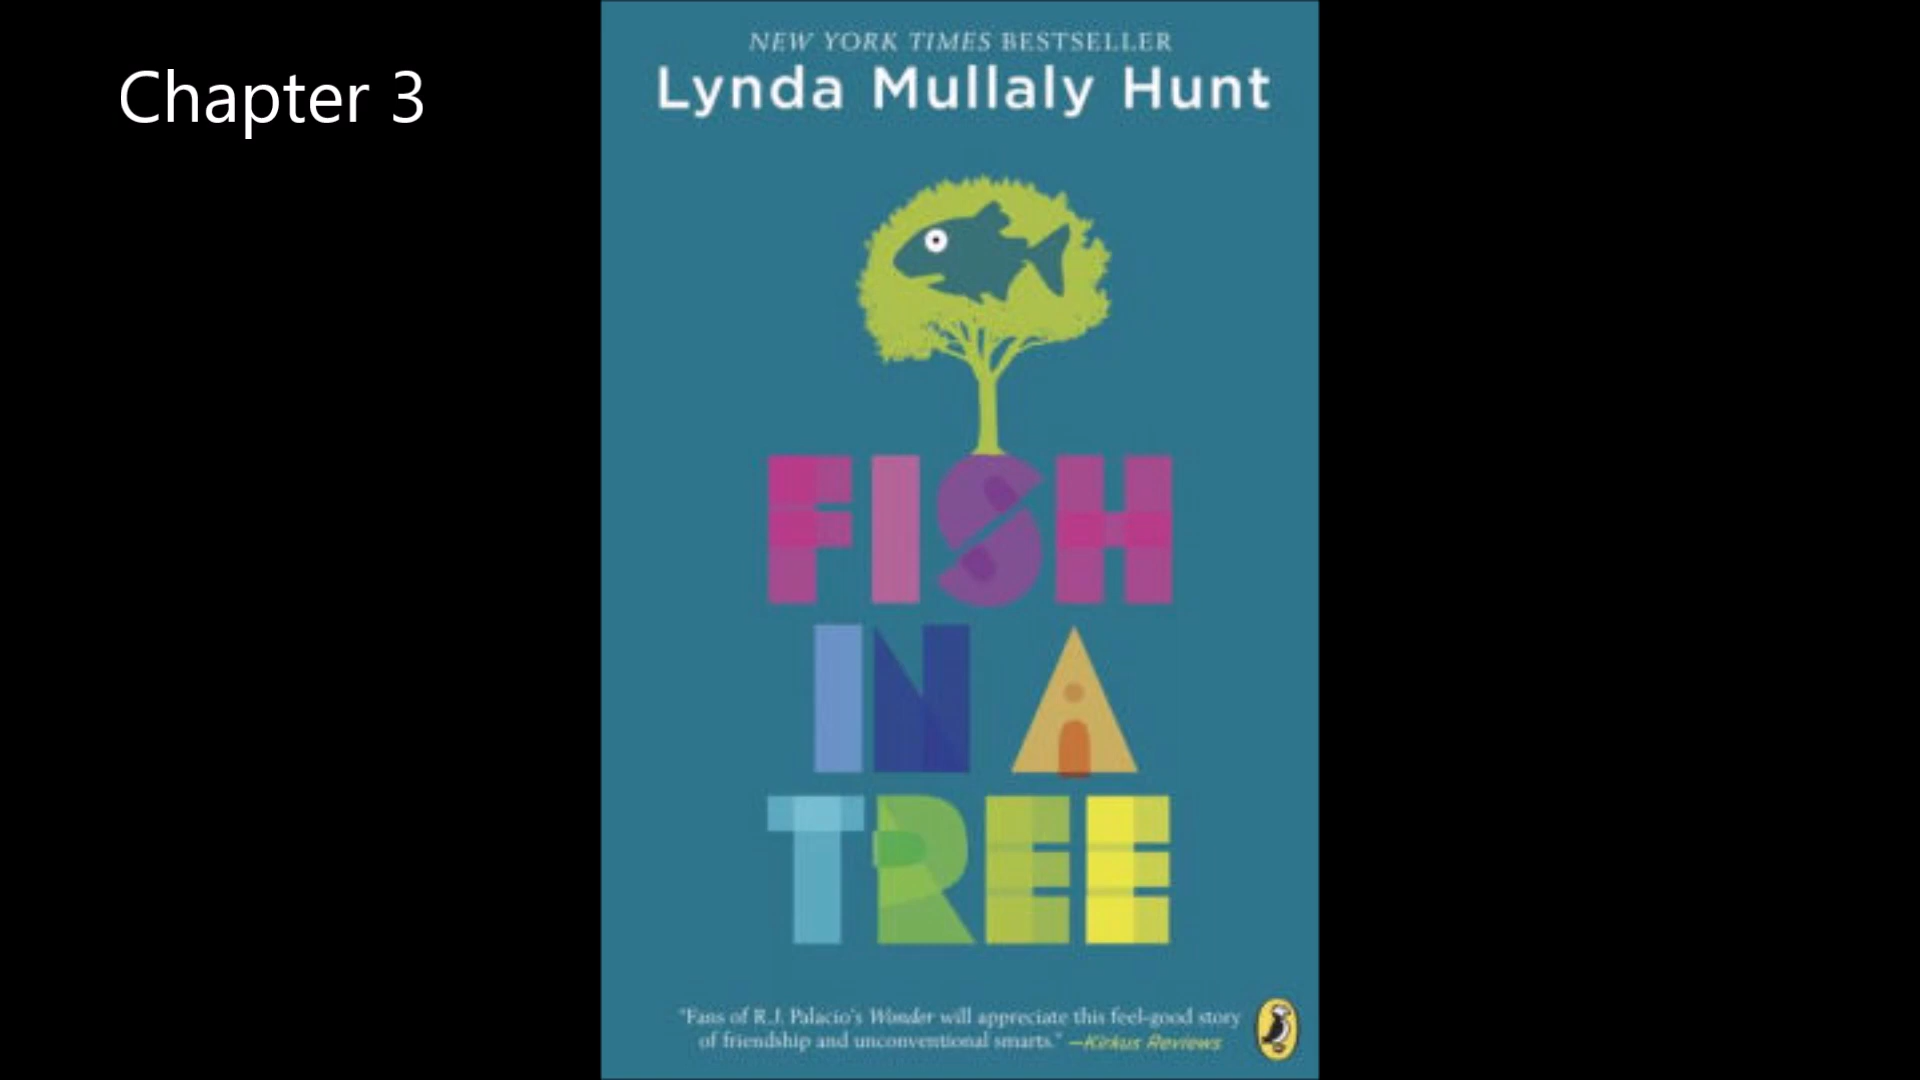 Chapter 3
NEW YORK TIMES BESTSELLER
Lynda Mullaly Hunt
FISH
IN A
TREE
"Fans of R.J. Palacio's Wonder will appreciate this feel-good story
of friendship and unconventional smarts." —Kirkus Reviews